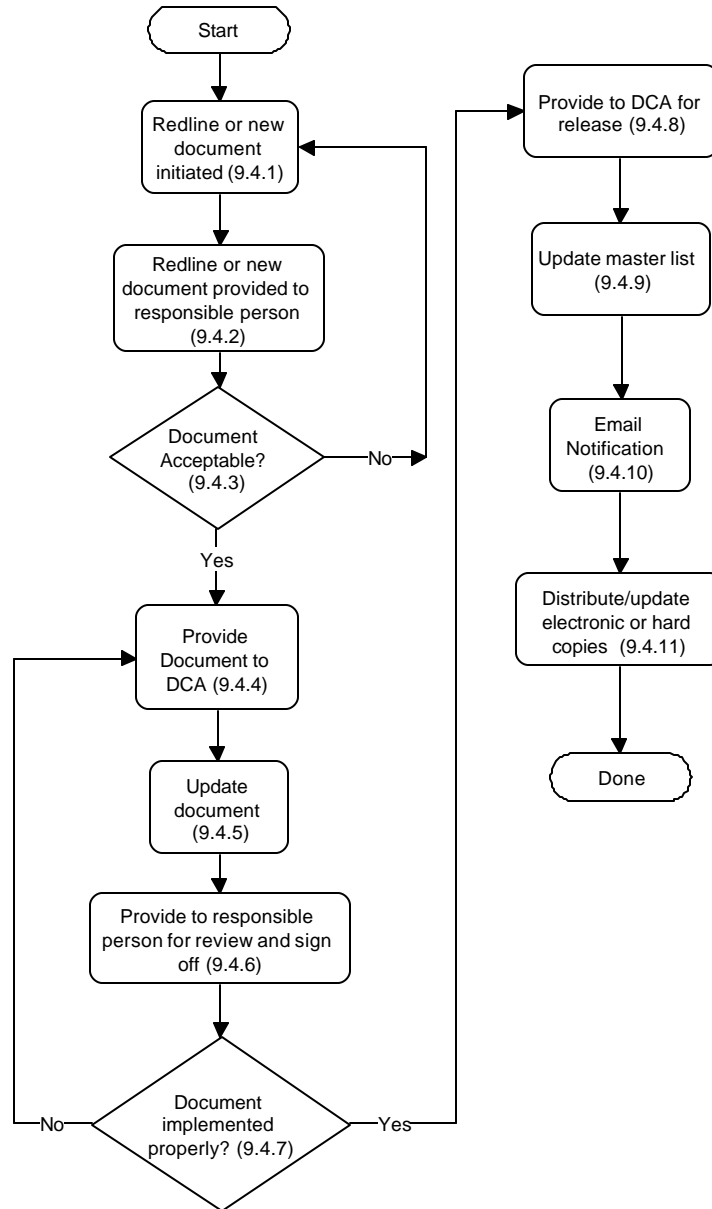 Start
Redline or new
document
initiated (9.4.1)
Redline or new
document provided to
responsible person
(9.4.2)
Document
Acceptable?
(9.4.3)
No
Yes
Provide
Document to
DCA (9.4.4)
Update
document
(9.4.5)
Provide to responsible
person for review and sign
off (9.4.6)
Document
implemented
properly? (9.4.7)
No
Yes
Provide to DCA for
release (9.4.8)
Update master list
(9.4.9)
Email
Notification
(9.4.10)
Distribute/update
electronic or hard
copies (9.4.11)
Done